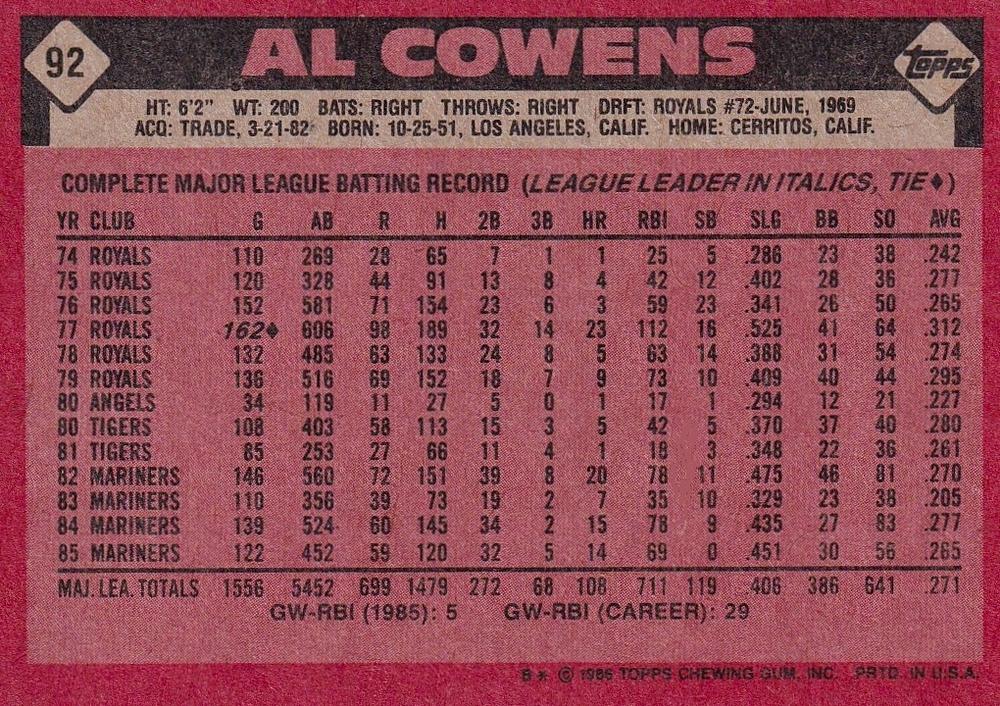 92 AL COWENS Topps
HT: 6'2" WT: 200 BATS: RIGHT THROWS: RIGHT DRFT: ROYALS #72-JUNE, 1969
ACQ: TRADE, 3-21-82 BORN: 10-25-51, LOS ANGELES, CALIF. HOME: CERRITOS, CALIF.
COMPLETE MAJOR LEAGUE BATTING RECORD (LEAGUE LEADER IN ITALICS, TIE♦)
YR CLUB G AB R H 2B 3B HR RBI SB SLG BB SO AVG
74 ROYALS 110 269 28 65 7 1 1 25 5 .286 23 38 .242
75 ROYALS 120 328 44 91 13 8 4 42 12 .402 28 36 .277
76 ROYALS 152 581 71 154 23 6 3 59 23 .341 26 50 .265
77 ROYALS 162♦ 606 98 189 32 14 23 112 16 .525 41 64 .312
78 ROYALS 132 485 63 133 24 8 5 63 14 .388 31 54 .274
79 ROYALS 136 516 69 152 18 7 9 73 10 .409 40 44 .295
80 ANGELS 34 119 11 27 5 0 1 17 1 .294 12 21 .227
80 TIGERS 108 403 58 113 15 3 5 42 5 .370 37 40 .280
81 TIGERS 85 253 27 66 11 4 1 18 3 .348 22 36 .261
82 MARINERS 146 560 72 151 39 8 20 78 11 .475 46 81 .270
83 MARINERS 110 356 39 73 19 2 7 35 10 .329 23 38 .205
84 MARINERS 139 524 60 145 34 2 15 78 9 .435 27 83 .277
85 MARINERS 122 452 59 120 32 5 14 69 0 .451 30 56 .265
MAJ. LEA. TOTALS 1556 5452 699 1479 272 68 108 711 119 .406 386 641 .271
GW-RBI (1985): 5 GW-RBI (CAREER): 29
B* © 1986 TOPPS CHEWING GUM, INC. PRTD. IN U.S.A.